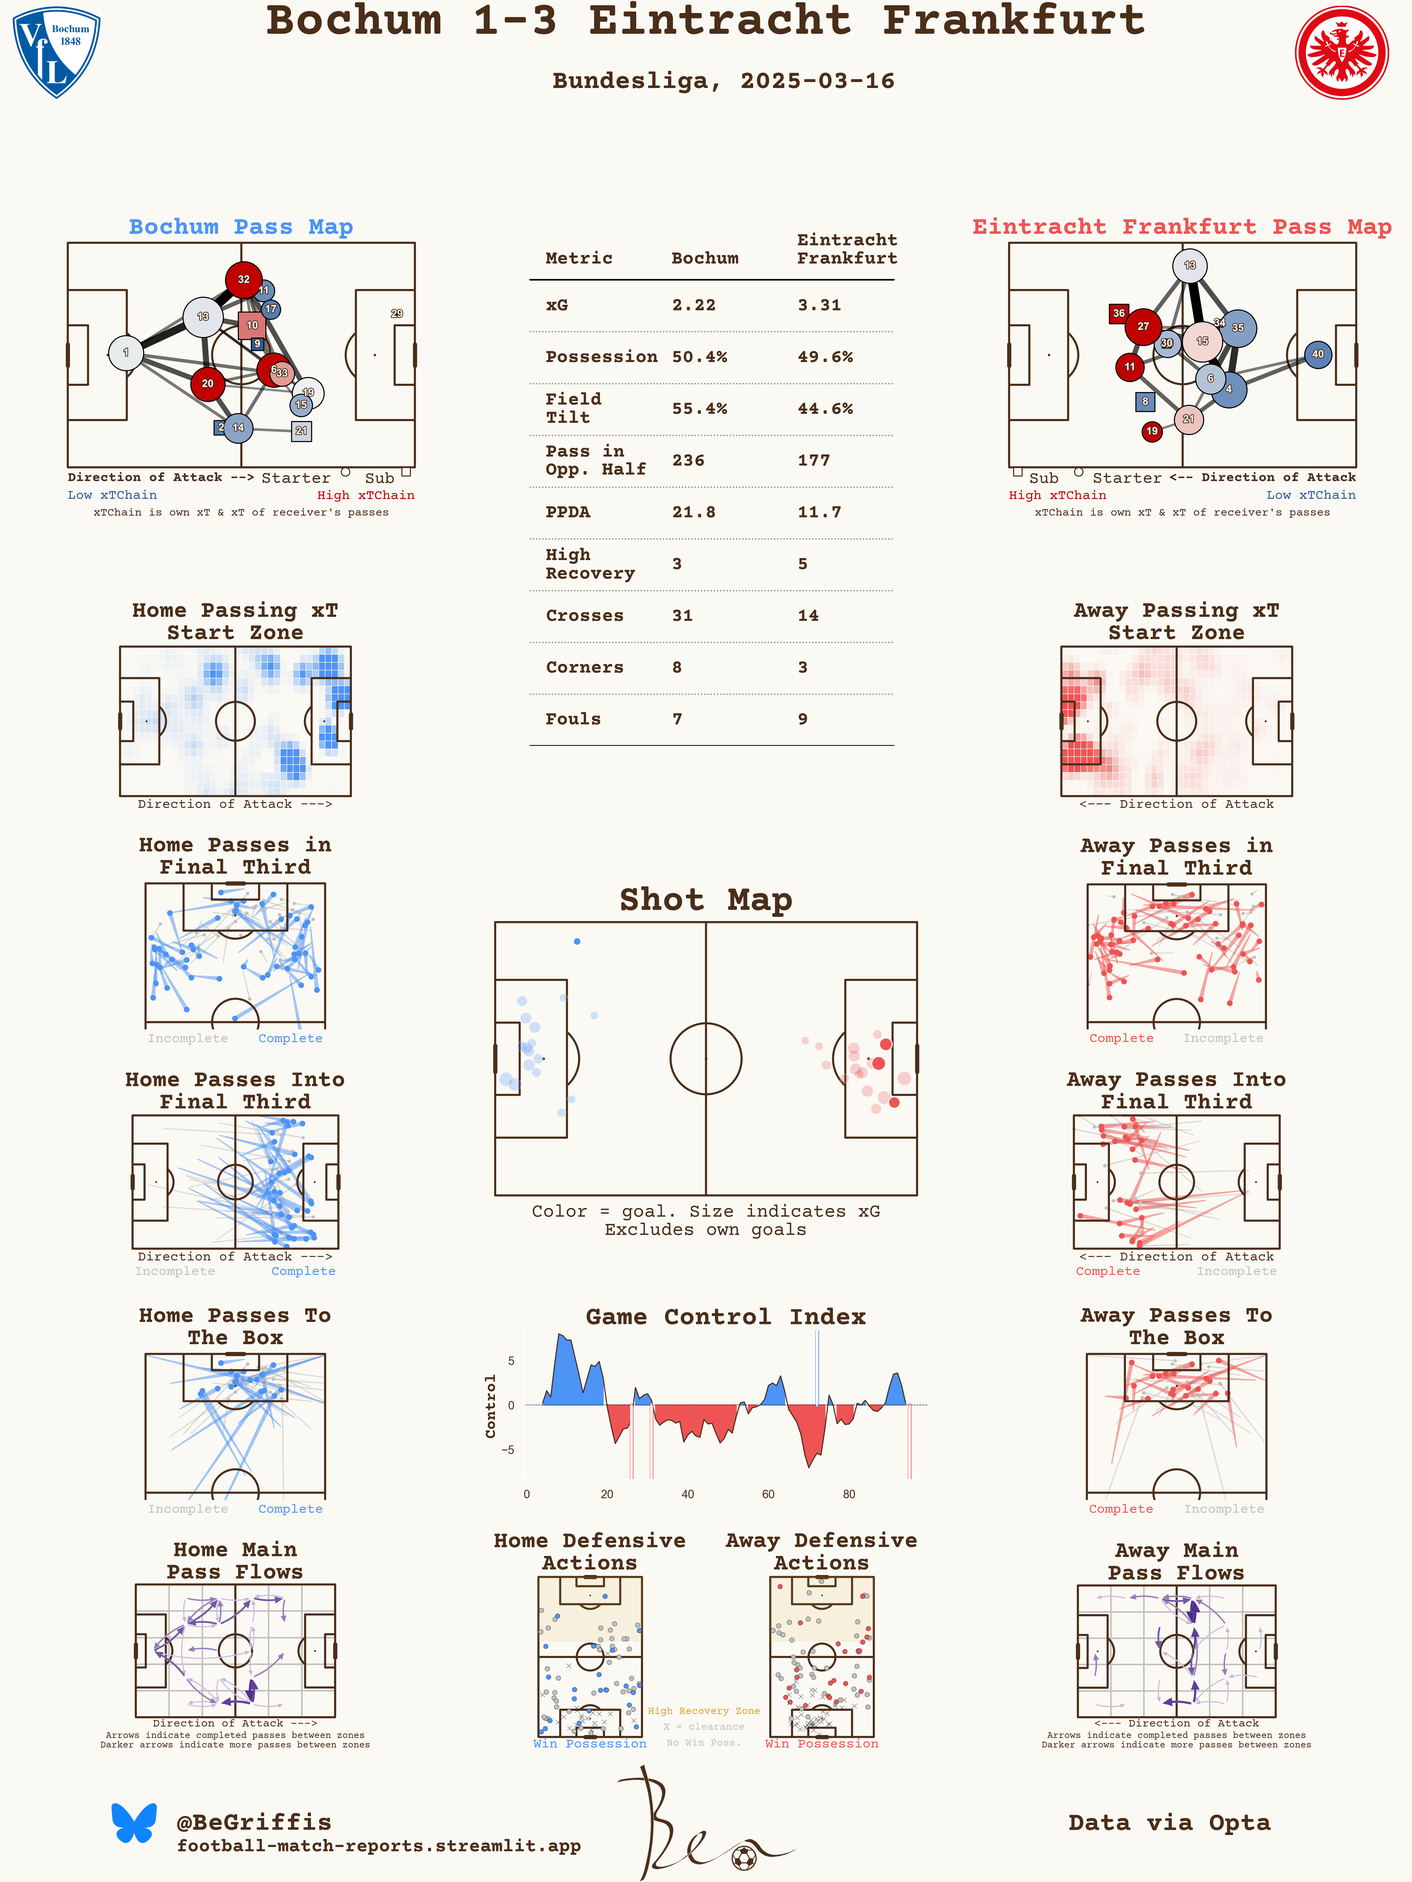 Bochum 1-3 Eintracht Frankfurt
Bundesliga, 2025-03-16
Bochum
1848
VfL
Bochum Pass Map
32
11
17
13
10
9
1
6
33
20
19
15
2
14
21
29
Direction of Attack --> Starter Sub
Low xTChain High xTChain
xTChain is own xT & xT of receiver's passes
Metric Bochum Eintracht
Frankfurt
xG 2.22 3.31
Possession 50.4% 49.6%
Field
Tilt 55.4% 44.6%
Pass in
Opp. Half 236 177
PPDA 21.8 11.7
High
Recovery 3 5
Crosses 31 14
Corners 8 3
Fouls 7 9
Eintracht Frankfurt Pass Map
13
36
27
34
35
30
15
40
11
6
4
8
21
19
Sub Starter <-- Direction of Attack
High xTChain Low xTChain
xTChain is own xT & xT of receiver's passes
Home Passing xT
Start Zone
Direction of Attack --->
Away Passing xT
Start Zone
<--- Direction of Attack
Home Passes in
Final Third
Incomplete Complete
Away Passes in
Final Third
Complete Incomplete
Shot Map
Color = goal. Size indicates xG
Excludes own goals
Home Passes Into
Final Third
Direction of Attack --->
Incomplete Complete
Away Passes Into
Final Third
<--- Direction of Attack
Complete Incomplete
Home Passes To
The Box
Incomplete Complete
Game Control Index
Control
5
0
−5
0 20 40 60 80
Away Passes To
The Box
Complete Incomplete
Home Main
Pass Flows
Direction of Attack --->
Arrows indicate completed passes between zones
Darker arrows indicate more passes between zones
Home Defensive
Actions
Win Possession
High Recovery Zone
X = clearance
No Win Poss.
Away Defensive
Actions
Win Possession
Away Main
Pass Flows
<--- Direction of Attack
Arrows indicate completed passes between zones
Darker arrows indicate more passes between zones
@BeGriffis
football-match-reports.streamlit.app
Ben
Data via Opta